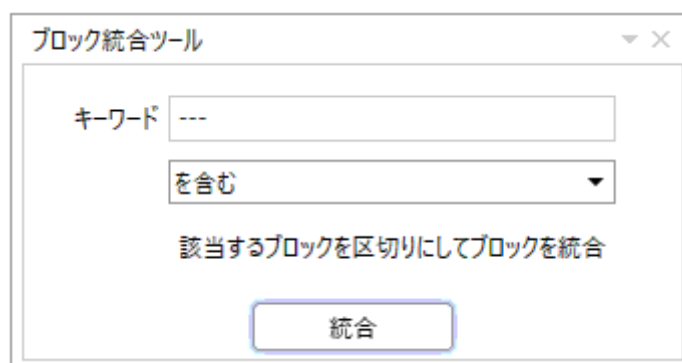 ブロック統合ツール
キーワード ---
を含む
該当するブロックを区切りにしてブロックを統合
統合